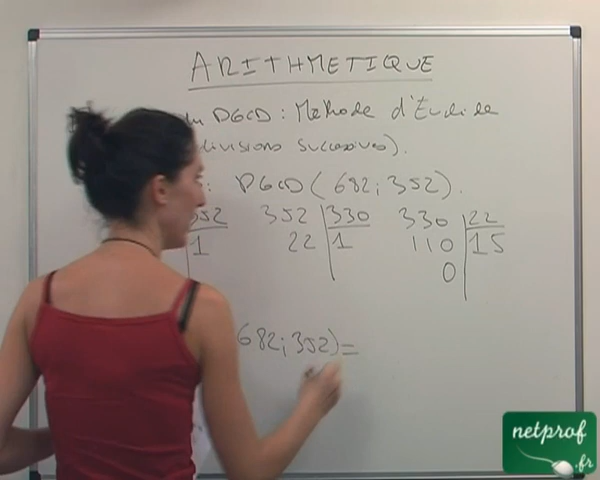 ARITHMETIQUE
du PGCD : Methode d'Euclide
divisions successives).
: PGCD (682 ; 352).
352 352 330 330 22
1 22 1 110 15
0
682 ; 352) =
netprof
.fr